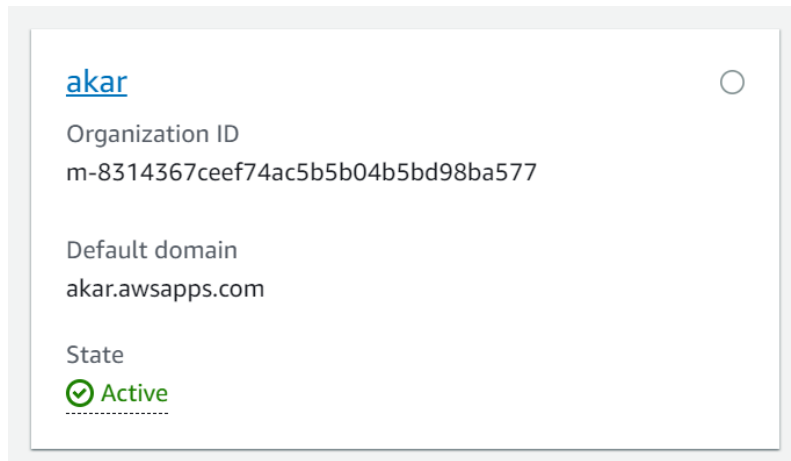 akar
Organization ID
m-8314367ceef74ac5b5b04b5bd98ba577
Default domain
akar.awsapps.com
State
Active